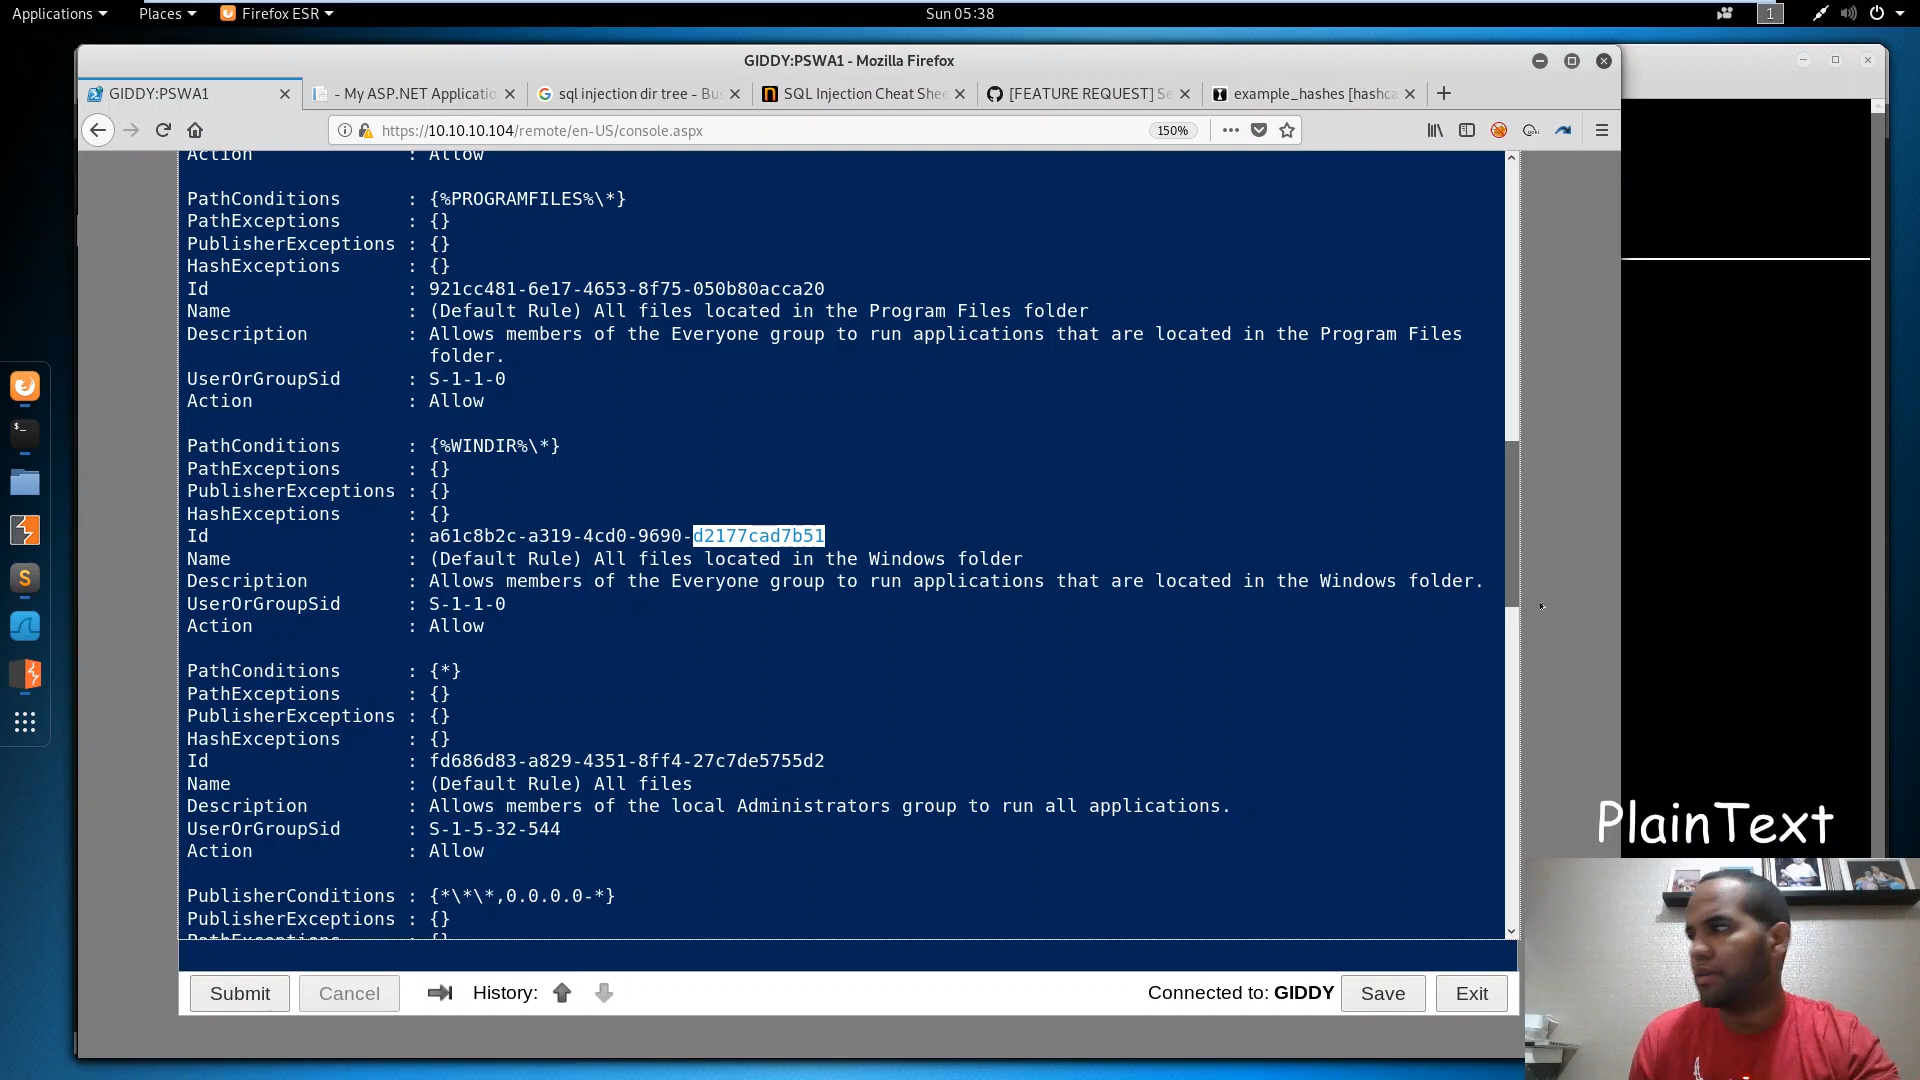 Applications
Places
Firefox ESR
Sun 05:38
1
GIDDY:PSWA1 - Mozilla Firefox
GIDDY:PSWA1
- My ASP.NET Applicatio
sql injection dir tree - Bu
SQL Injection Cheat She
[FEATURE REQUEST] Se
example_hashes [hashca
https://10.10.10.104/remote/en-US/console.aspx
150%
Action : Allow
PathConditions : {%PROGRAMFILES%\*}
PathExceptions : {}
PublisherExceptions : {}
HashExceptions : {}
Id : 921cc481-6e17-4653-8f75-050b80acca20
Name : (Default Rule) All files located in the Program Files folder
Description : Allows members of the Everyone group to run applications that are located in the Program Files
folder.
UserOrGroupSid : S-1-1-0
Action : Allow
PathConditions : {%WINDIR%\*}
PathExceptions : {}
PublisherExceptions : {}
HashExceptions : {}
Id : a61c8b2c-a319-4cd0-9690-d2177cad7b51
Name : (Default Rule) All files located in the Windows folder
Description : Allows members of the Everyone group to run applications that are located in the Windows folder.
UserOrGroupSid : S-1-1-0
Action : Allow
PathConditions : {*}
PathExceptions : {}
PublisherExceptions : {}
HashExceptions : {}
Id : fd686d83-a829-4351-8ff4-27c7de5755d2
Name : (Default Rule) All files
Description : Allows members of the local Administrators group to run all applications.
UserOrGroupSid : S-1-5-32-544
Action : Allow
PublisherConditions : {*\*\*,0.0.0.0-*}
PublisherExceptions : {}
PathExceptions : {}
Submit
Cancel
History:
Connected to: GIDDY
Save
Exit
PlainText